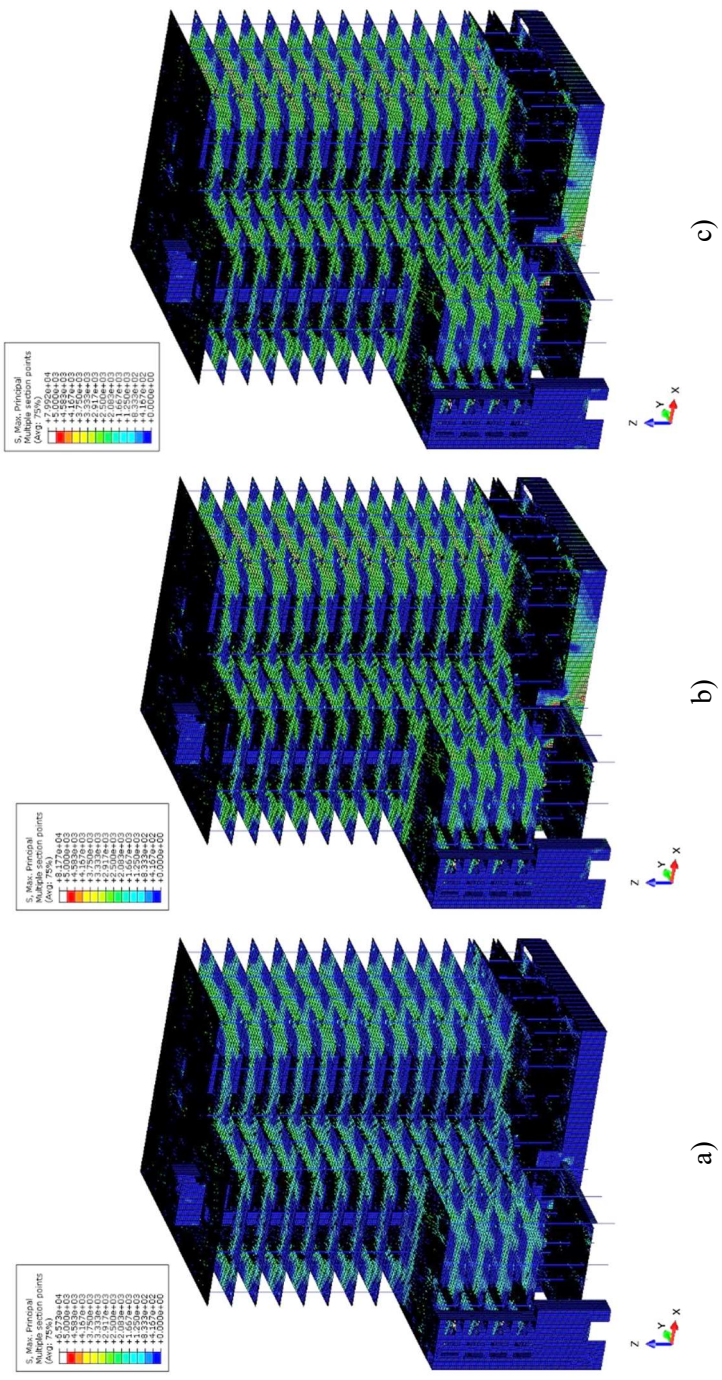 S, Max. Principal
Multiple section points
(Avg: 75%)
+6.573e+04
+5.000e+03
+4.583e+03
+4.167e+03
+3.750e+03
+3.333e+03
+2.917e+03
+2.500e+03
+2.083e+03
+1.667e+03
+1.250e+03
+8.333e+02
+4.167e+02
+0.000e+00
Z
Y
X
a)
S, Max. Principal
Multiple section points
(Avg: 75%)
+8.177e+04
+5.000e+03
+4.583e+03
+4.167e+03
+3.750e+03
+3.333e+03
+2.917e+03
+2.500e+03
+2.083e+03
+1.667e+03
+1.250e+03
+8.333e+02
+4.167e+02
+0.000e+00
Z
Y
X
b)
S, Max. Principal
Multiple section points
(Avg: 75%)
+7.992e+04
+5.000e+03
+4.583e+03
+4.167e+03
+3.750e+03
+3.333e+03
+2.917e+03
+2.500e+03
+2.083e+03
+1.667e+03
+1.250e+03
+8.333e+02
+4.167e+02
+0.000e+00
Z
Y
X
c)